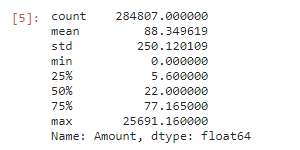 [5]: count 284807.000000
mean 88.349619
std 250.120109
min 0.000000
25% 5.600000
50% 22.000000
75% 77.165000
max 25691.160000
Name: Amount, dtype: float64